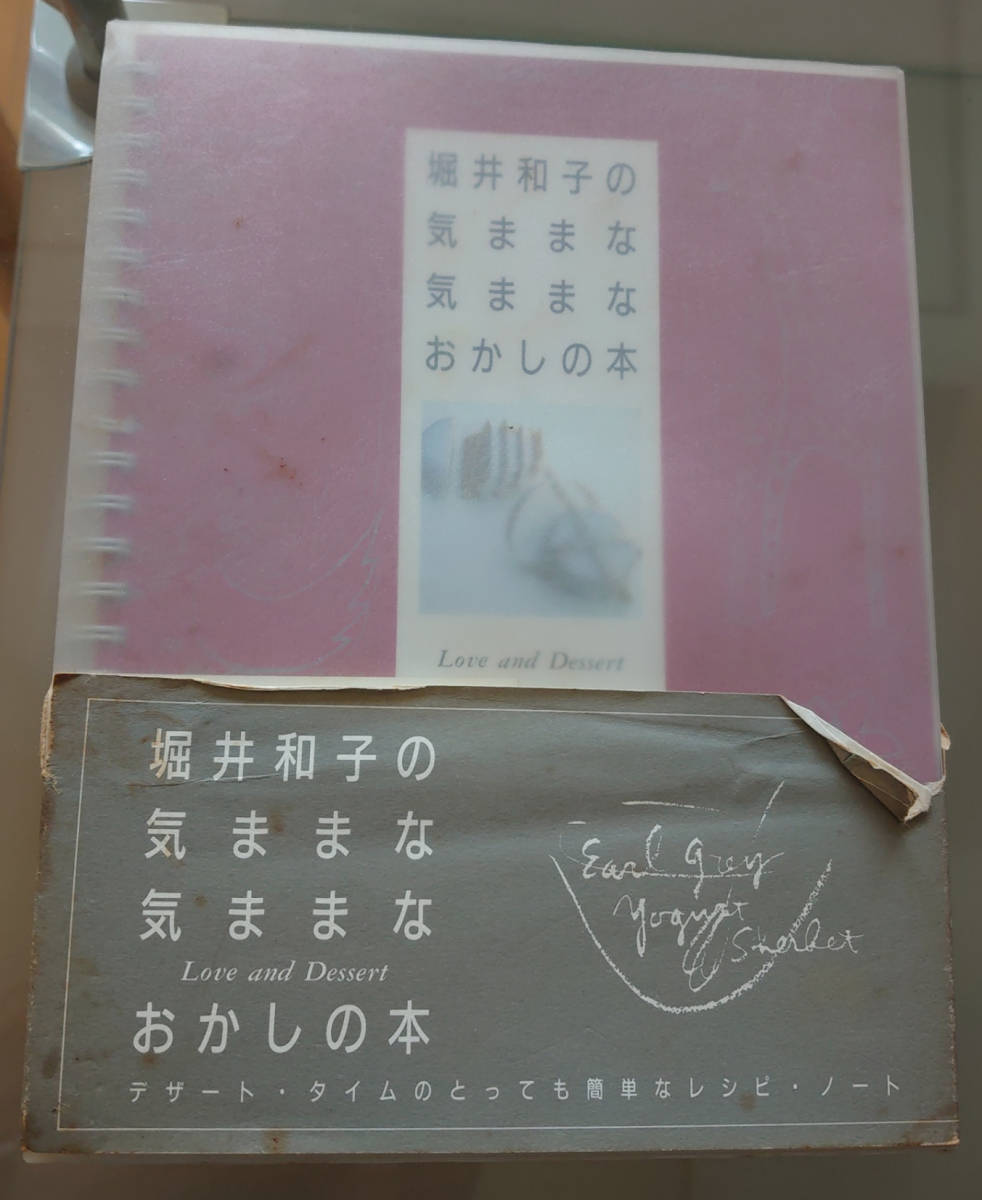 堀井和子の
気ままな
気ままな
おかしの本
Love and Dessert
堀井和子の
気ままな
気ままな
Love and Dessert
おかしの本
Earl Grey
Yogurt
Sherbet
デザート・タイムのとっても簡単なレシピ・ノート